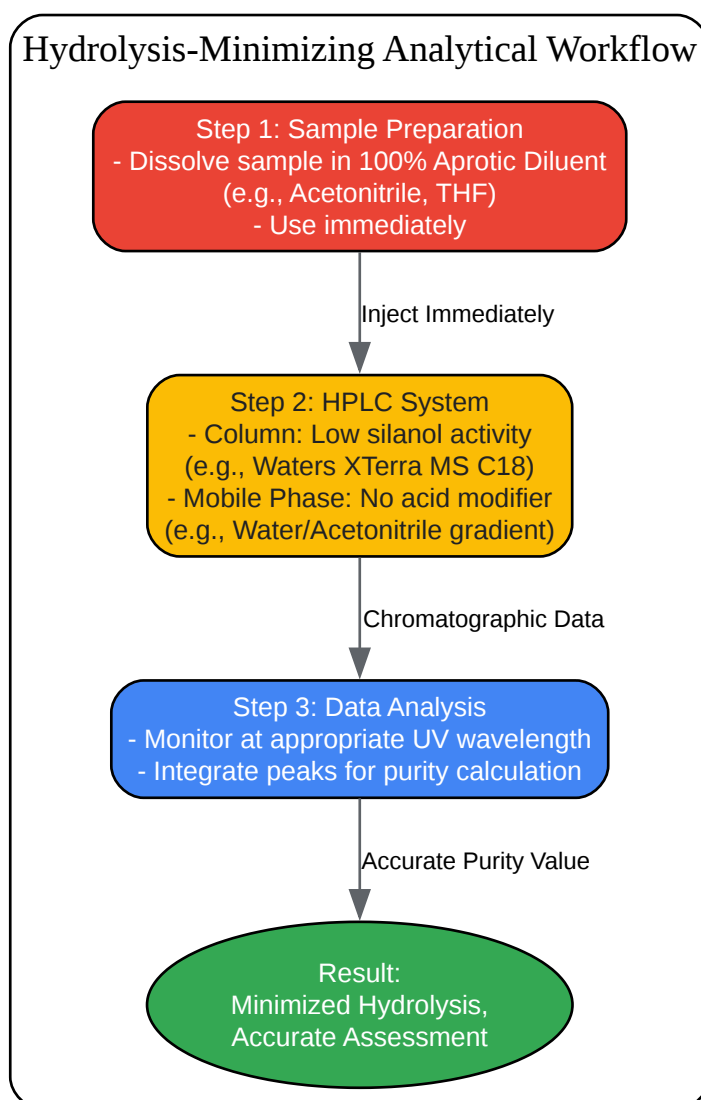 Hydrolysis-Minimizing Analytical Workflow
Step 1: Sample Preparation
- Dissolve sample in 100% Aprotic Diluent
(e.g., Acetonitrile, THF)
- Use immediately
Inject Immediately
Step 2: HPLC System
- Column: Low silanol activity
(e.g., Waters XTerra MS C18)
- Mobile Phase: No acid modifier
(e.g., Water/Acetonitrile gradient)
Chromatographic Data
Step 3: Data Analysis
- Monitor at appropriate UV wavelength
- Integrate peaks for purity calculation
Accurate Purity Value
Result:
Minimized Hydrolysis,
Accurate Assessment